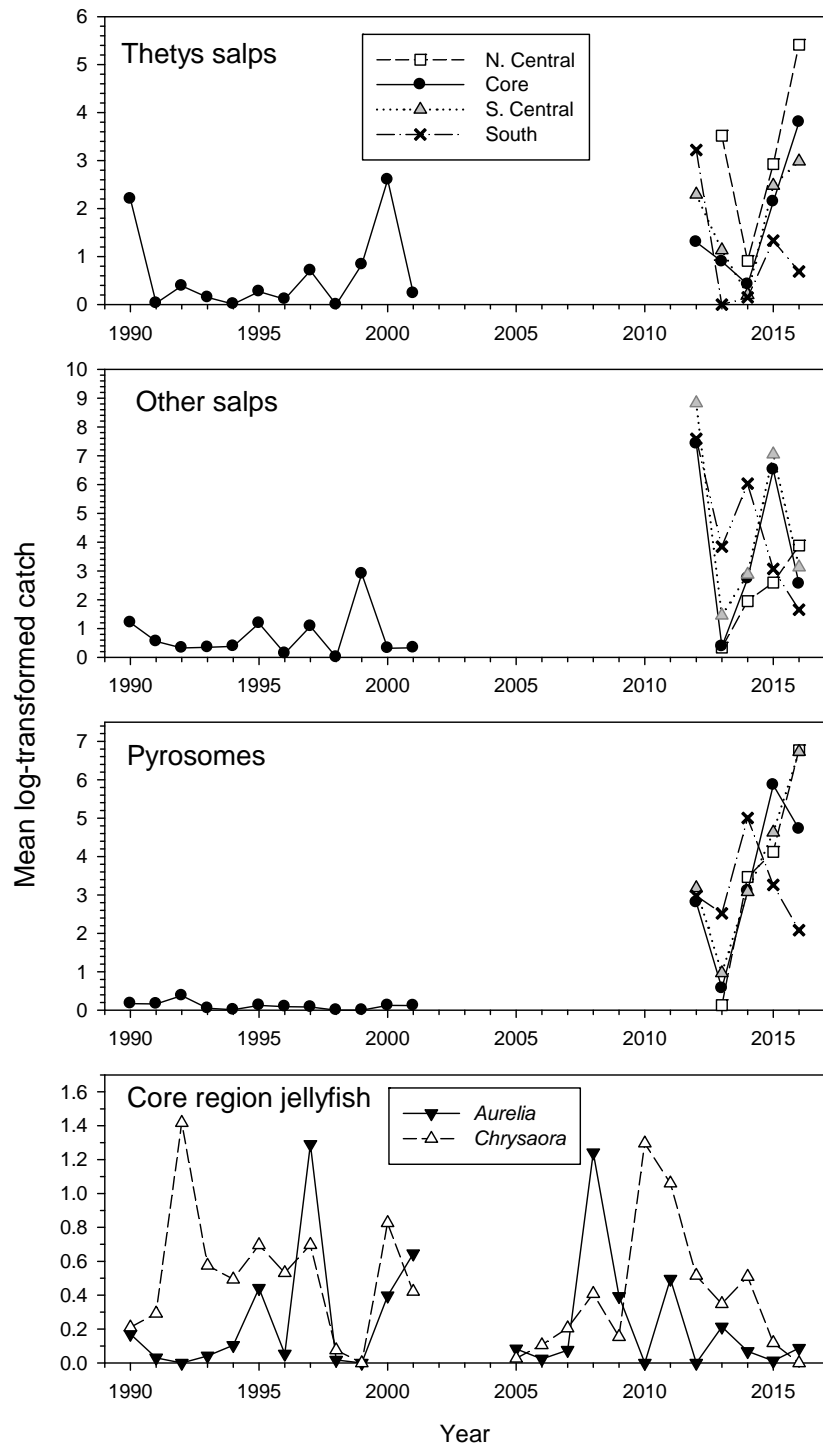 Thetys salps
N. Central
Core
S. Central
South
6
5
4
3
2
1
0
1990 1995 2000 2005 2010 2015
Other salps
10
9
8
7
6
5
4
3
2
1
0
1990 1995 2000 2005 2010 2015
Mean log-transformed catch
Pyrosomes
7
6
5
4
3
2
1
0
1990 1995 2000 2005 2010 2015
Core region jellyfish
Aurelia
Chrysaora
1.6
1.4
1.2
1.0
0.8
0.6
0.4
0.2
0.0
1990 1995 2000 2005 2010 2015
Year